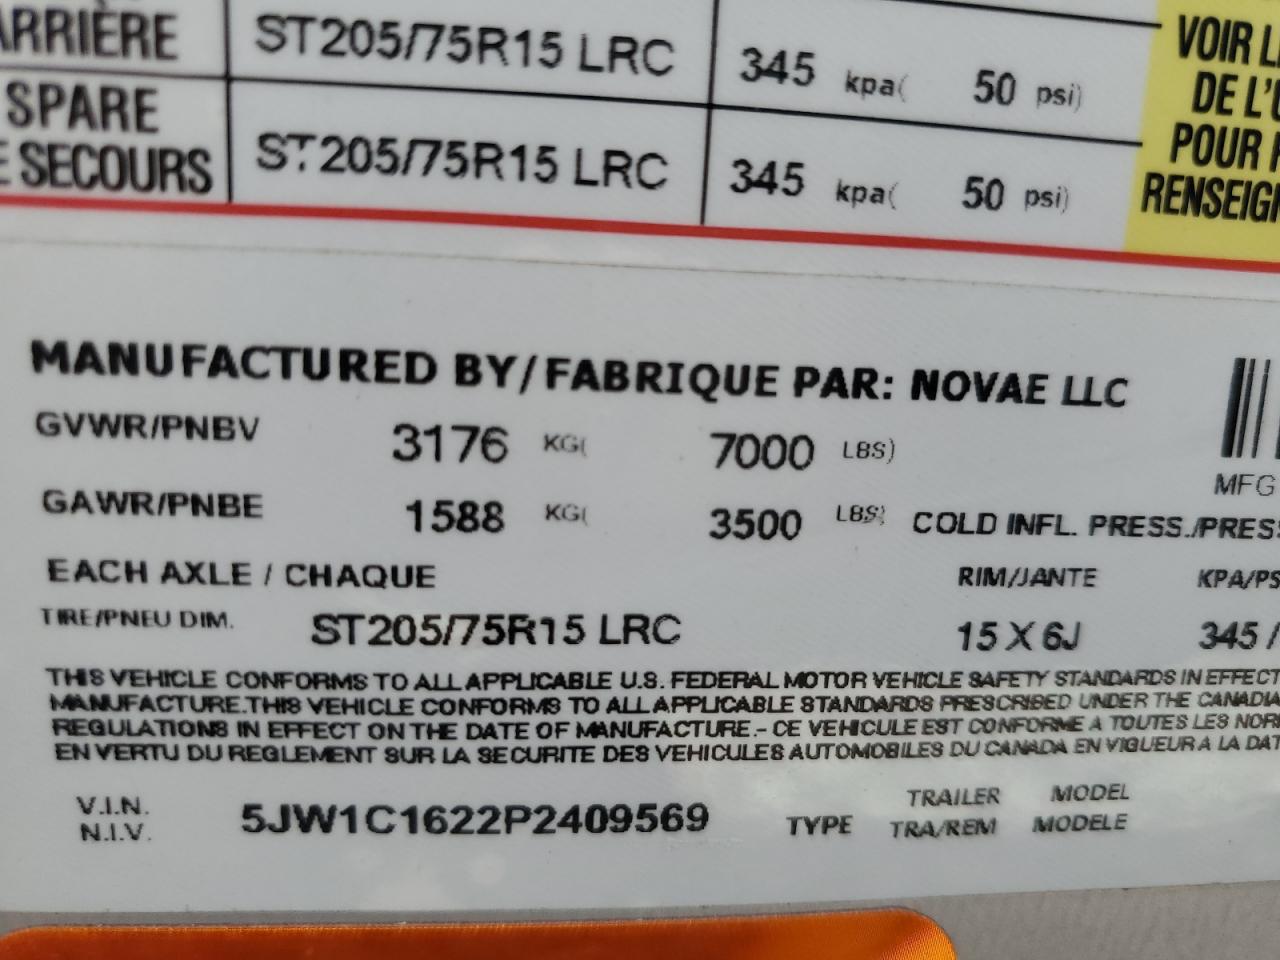 ARRIÈRE ST205/75R15 LRC 345 kpa( 50 psi)
SPARE
E SECOURS ST205/75R15 LRC 345 kpa( 50 psi)
VOIR L
DE L'
POUR
RENSEIG
MANUFACTURED BY/FABRIQUE PAR: NOVAE LLC
GVWR/PNBV 3176 KG( 7000 LBS)
MFG
GAWR/PNBE 1588 KG( 3500 LBS) COLD INFL. PRESS./PRES
EACH AXLE / CHAQUE RIM/JANTE KPA/PS
TIRE/PNEU DIM. ST205/75R15 LRC 15 X 6J 345 /
THIS VEHICLE CONFORMS TO ALL APPLICABLE U.S. FEDERAL MOTOR VEHICLE SAFETY STANDARDS IN EFFECT
MANUFACTURE.THIS VEHICLE CONFORMS TO ALL APPLICABLE STANDARDS PRESCRIBED UNDER THE CANADIA
REGULATIONS IN EFFECT ON THE DATE OF MANUFACTURE.- CE VEHICULE EST CONFORME A TOUTES LES NOR
EN VERTU DU REGLEMENT SUR LA SECURITE DES VEHICULES AUTOMOBILES DU CANADA EN VIGUEUR A LA DAT
V.I.N.
N.I.V. 5JW1C1622P2409569 TYPE TRAILER MODEL
TRA/REM MODELE